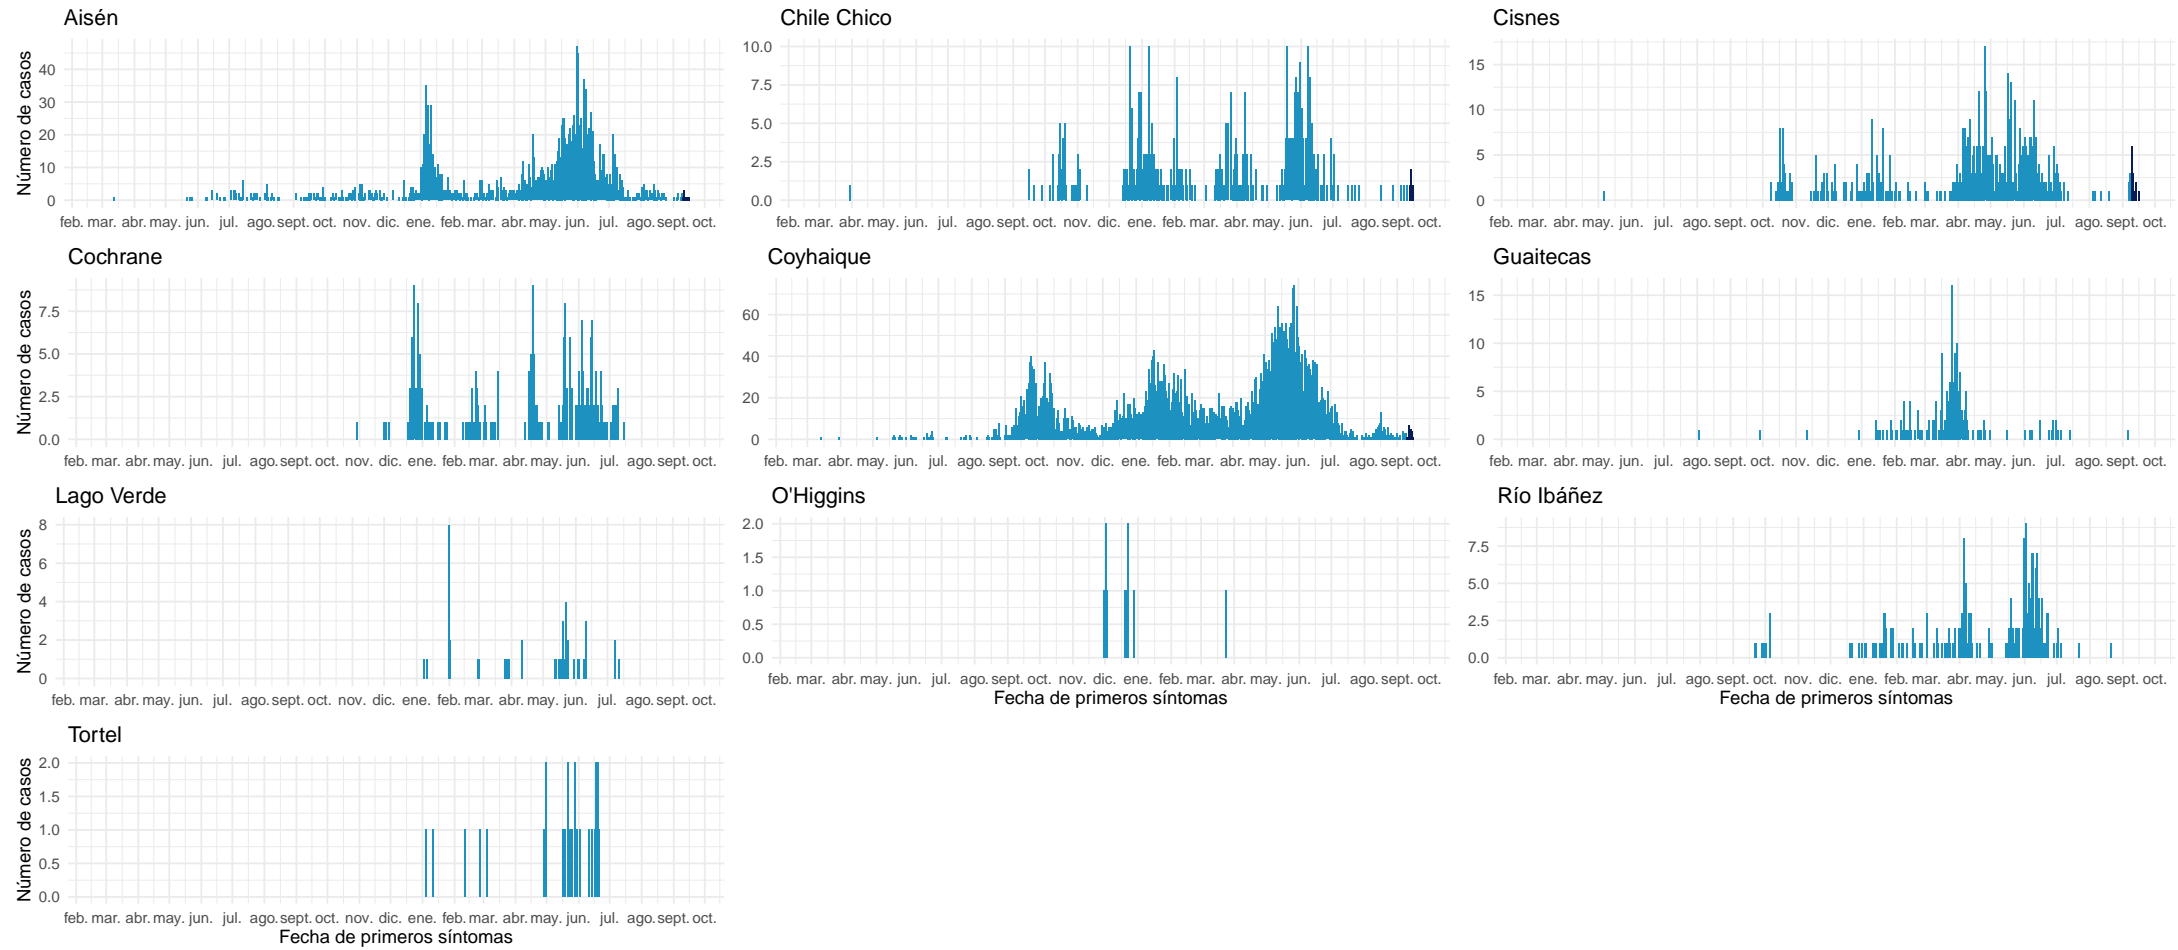 Aisén
Chile Chico
Cisnes
Número de casos
40
30
20
10
0
feb. mar. abr. may. jun. jul. ago. sept. oct. nov. dic. ene. feb. mar. abr. may. jun. jul. ago. sept. oct.
10.0
7.5
5.0
2.5
0.0
feb. mar. abr. may. jun. jul. ago. sept. oct. nov. dic. ene. feb. mar. abr. may. jun. jul. ago. sept. oct.
15
10
5
0
feb. mar. abr. may. jun. jul. ago. sept. oct. nov. dic. ene. feb. mar. abr. may. jun. jul. ago. sept. oct.
Cochrane
Coyhaique
Guaitecas
Número de casos
7.5
5.0
2.5
0.0
feb. mar. abr. may. jun. jul. ago. sept. oct. nov. dic. ene. feb. mar. abr. may. jun. jul. ago. sept. oct.
60
40
20
0
feb. mar. abr. may. jun. jul. ago. sept. oct. nov. dic. ene. feb. mar. abr. may. jun. jul. ago. sept. oct.
15
10
5
0
feb. mar. abr. may. jun. jul. ago. sept. oct. nov. dic. ene. feb. mar. abr. may. jun. jul. ago. sept. oct.
Lago Verde
O'Higgins
Río Ibáñez
Número de casos
8
6
4
2
0
feb. mar. abr. may. jun. jul. ago. sept. oct. nov. dic. ene. feb. mar. abr. may. jun. jul. ago. sept. oct.
2.0
1.5
1.0
0.5
0.0
feb. mar. abr. may. jun. jul. ago. sept. oct. nov. dic. ene. feb. mar. abr. may. jun. jul. ago. sept. oct.
Fecha de primeros síntomas
7.5
5.0
2.5
0.0
feb. mar. abr. may. jun. jul. ago. sept. oct. nov. dic. ene. feb. mar. abr. may. jun. jul. ago. sept. oct.
Fecha de primeros síntomas
Tortel
Número de casos
2.0
1.5
1.0
0.5
0.0
feb. mar. abr. may. jun. jul. ago. sept. oct. nov. dic. ene. feb. mar. abr. may. jun. jul. ago. sept. oct.
Fecha de primeros síntomas